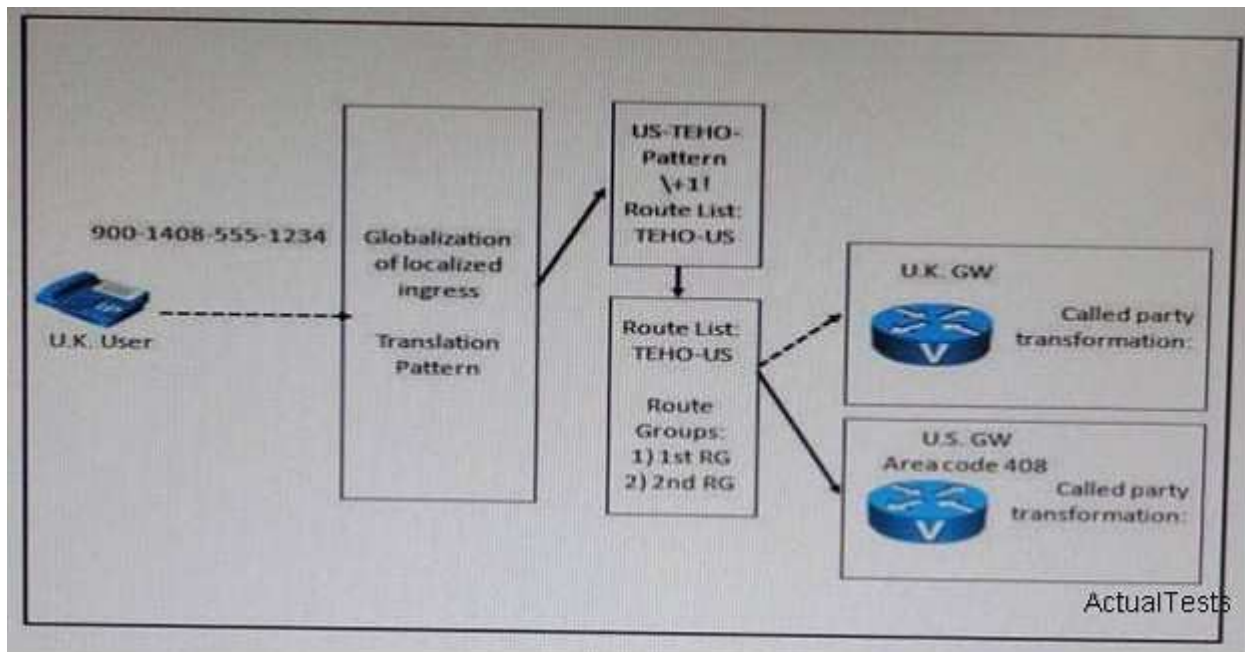 900-1408-555-1234
U.K. User
Globalization
of localized
ingress
Translation
Pattern
US-TEHO-
Pattern
\+1!
Route List:
TEHO-US
Route List:
TEHO-US
Route
Groups:
1) 1st RG
2) 2nd RG
U.K. GW
Called party
transformation:
V
U.S. GW
Area code 408
Called party
transformation:
V
ActualTests